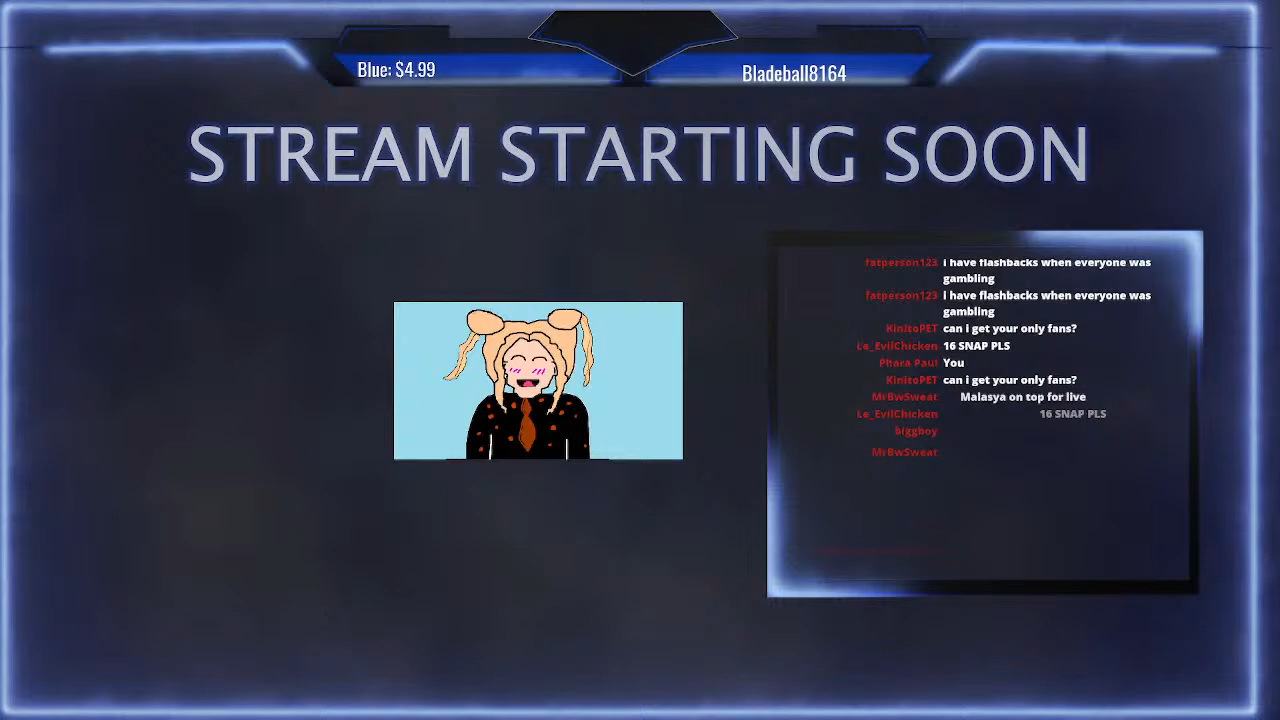 Blue: $4.99
Bladeball8164
STREAM STARTING SOON
fatperson123 i have flashbacks when everyone was
gambling
fatperson123 i have flashbacks when everyone was
gambling
KinitoPET can i get your only fans?
Le_EvilChicken 16 SNAP PLS
Phara Paul You
KinitoPET can i get your only fans?
MrBwSweat Malasya on top for live
Le_EvilChicken 16 SNAP PLS
biggboy
MrBwSweat